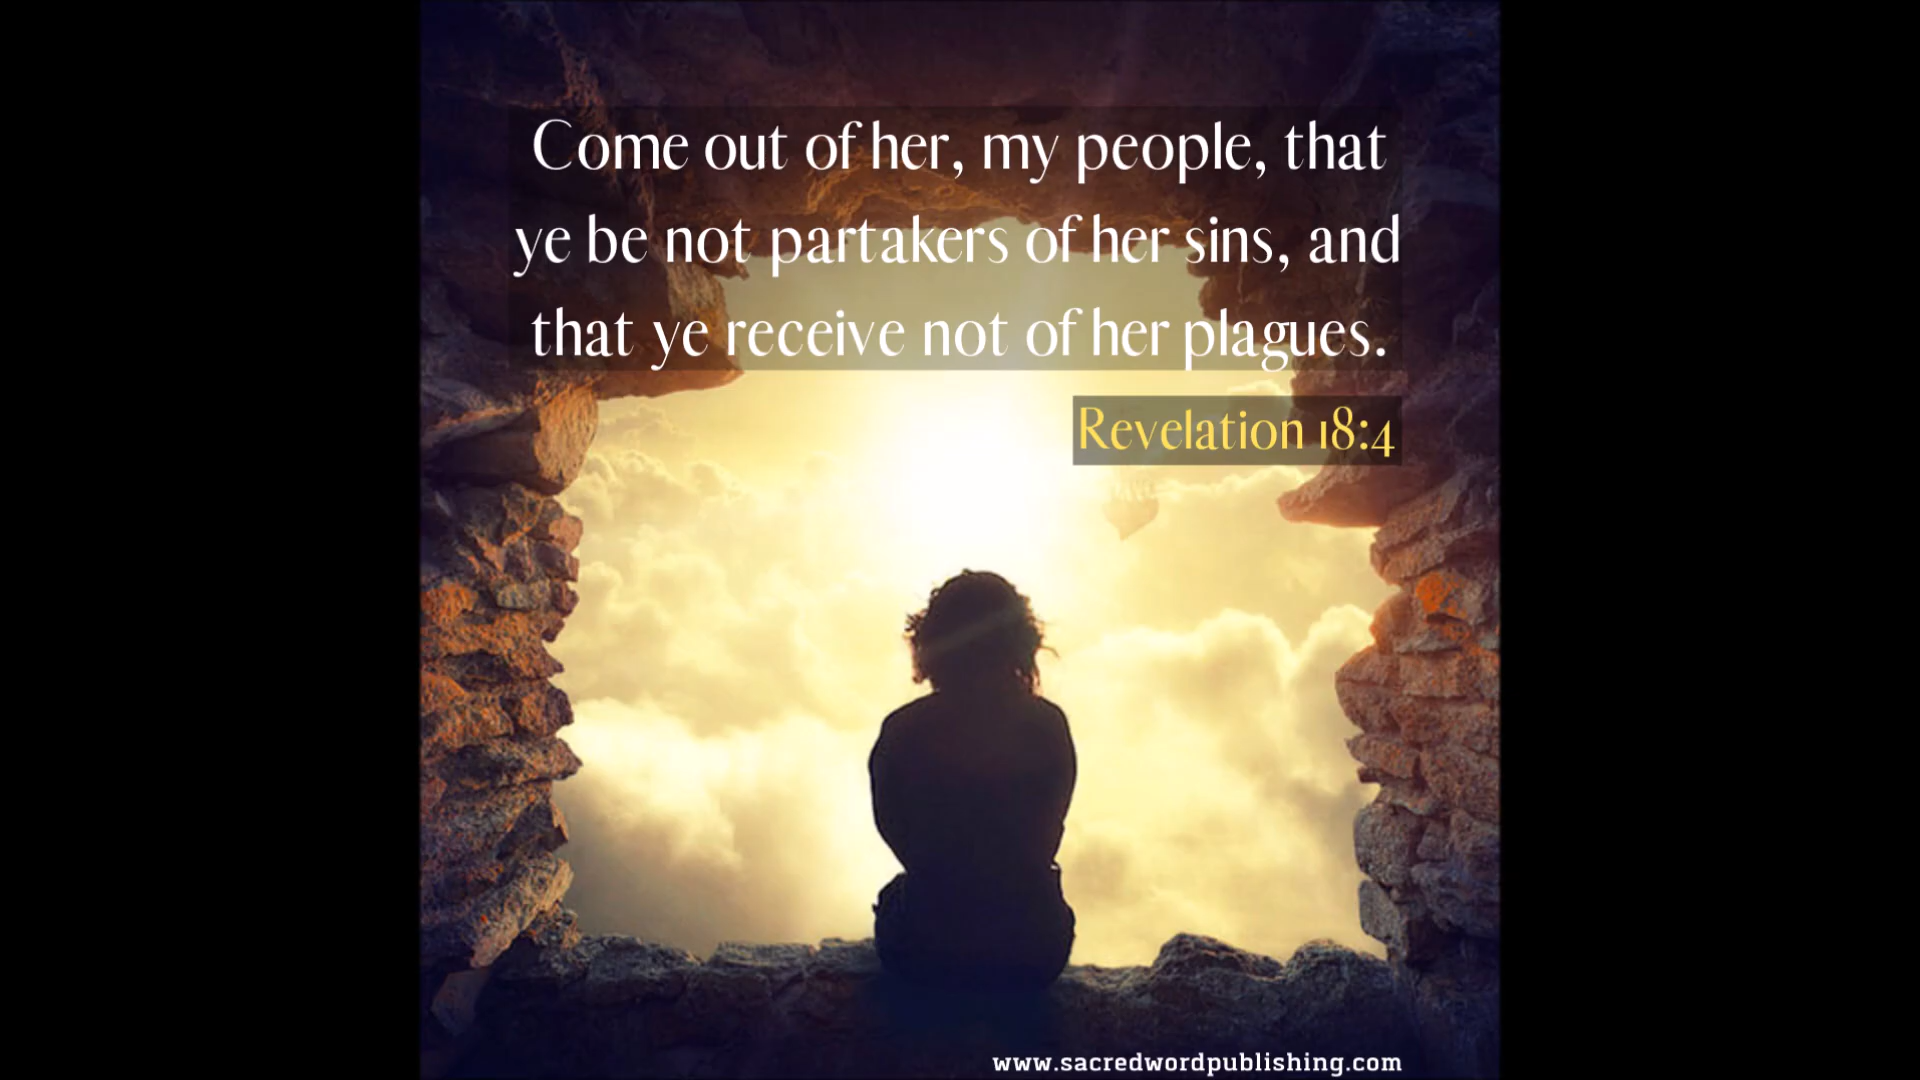 Come out of her, my people, that
ye be not partakers of her sins, and
that ye receive not of her plagues.
Revelation 18:4
www.sacredwordpublishing.com